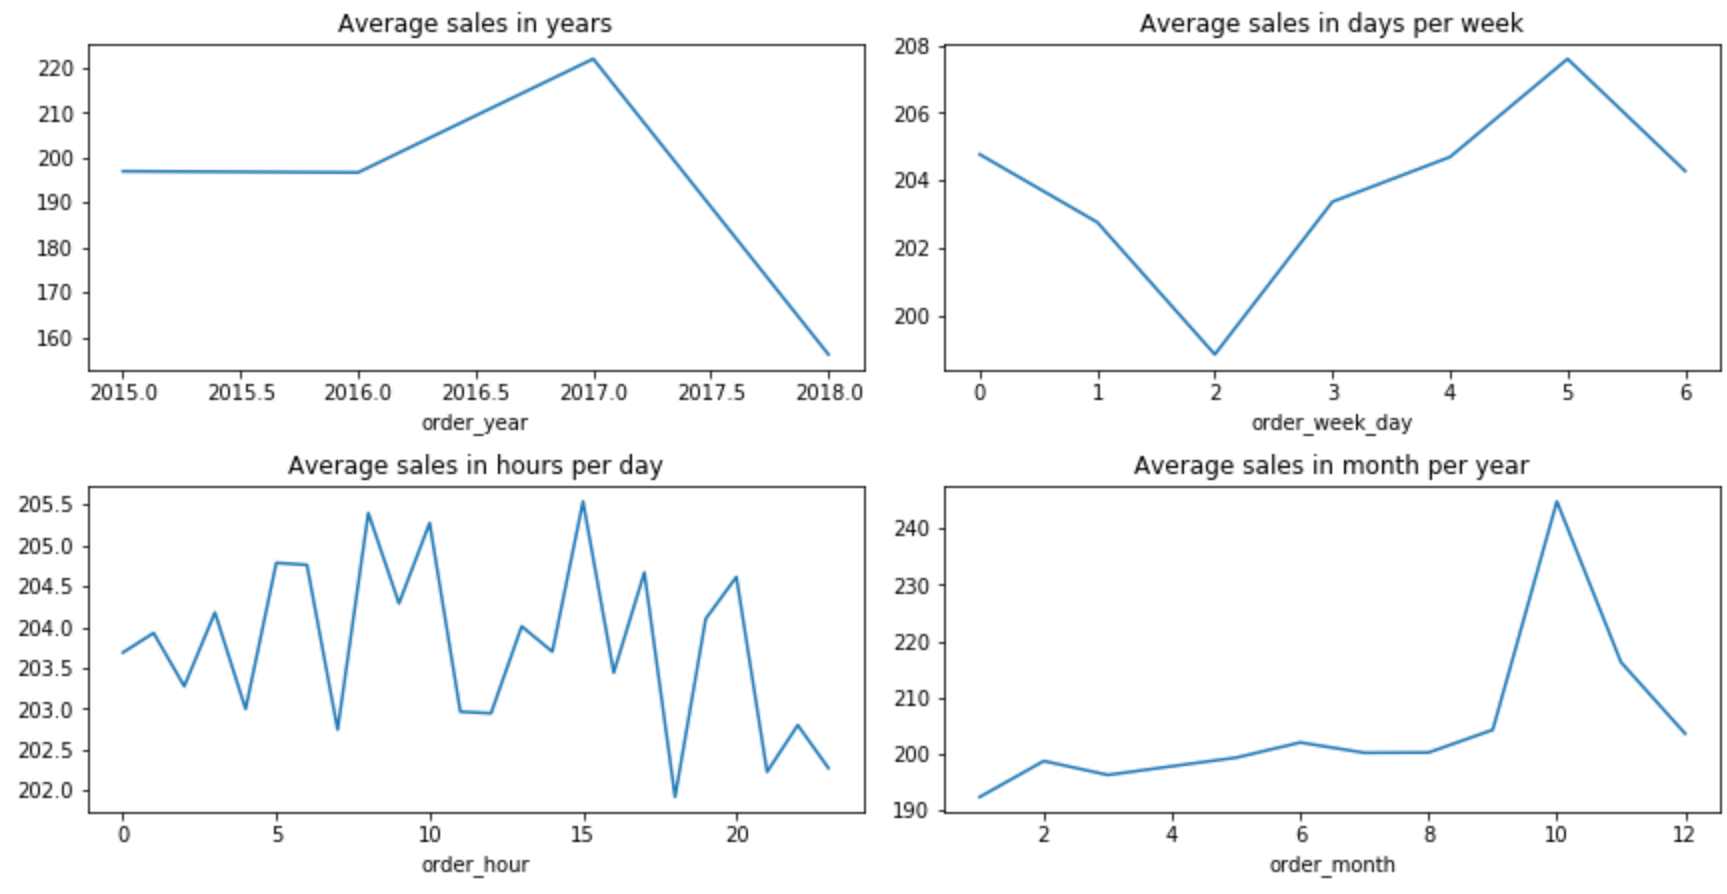 Average sales in years
220
210
200
190
180
170
160
2015.0 2015.5 2016.0 2016.5 2017.0 2017.5 2018.0
order_year
Average sales in days per week
208
206
204
202
200
0 1 2 3 4 5 6
order_week_day
Average sales in hours per day
205.5
205.0
204.5
204.0
203.5
203.0
202.5
202.0
0 5 10 15 20
order_hour
Average sales in month per year
240
230
220
210
200
190
2 4 6 8 10 12
order_month